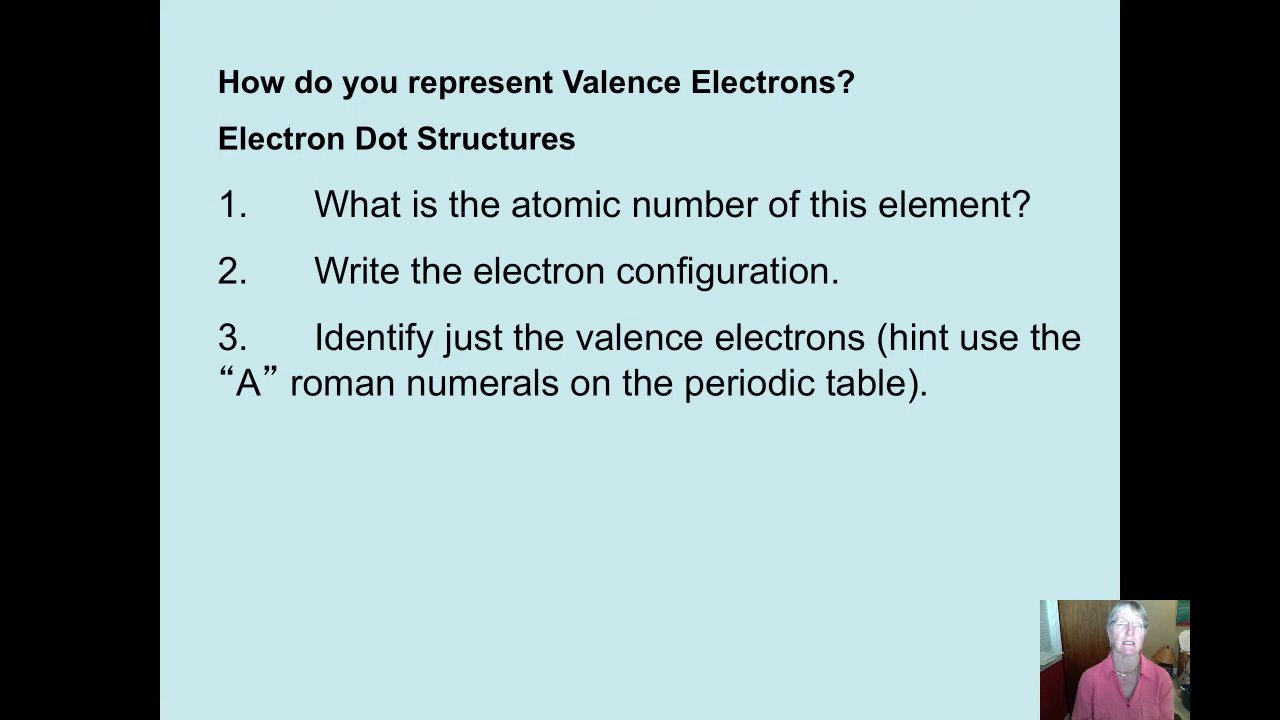 How do you represent Valence Electrons?
Electron Dot Structures
1. What is the atomic number of this element?
2. Write the electron configuration.
3. Identify just the valence electrons (hint use the
“A” roman numerals on the periodic table).